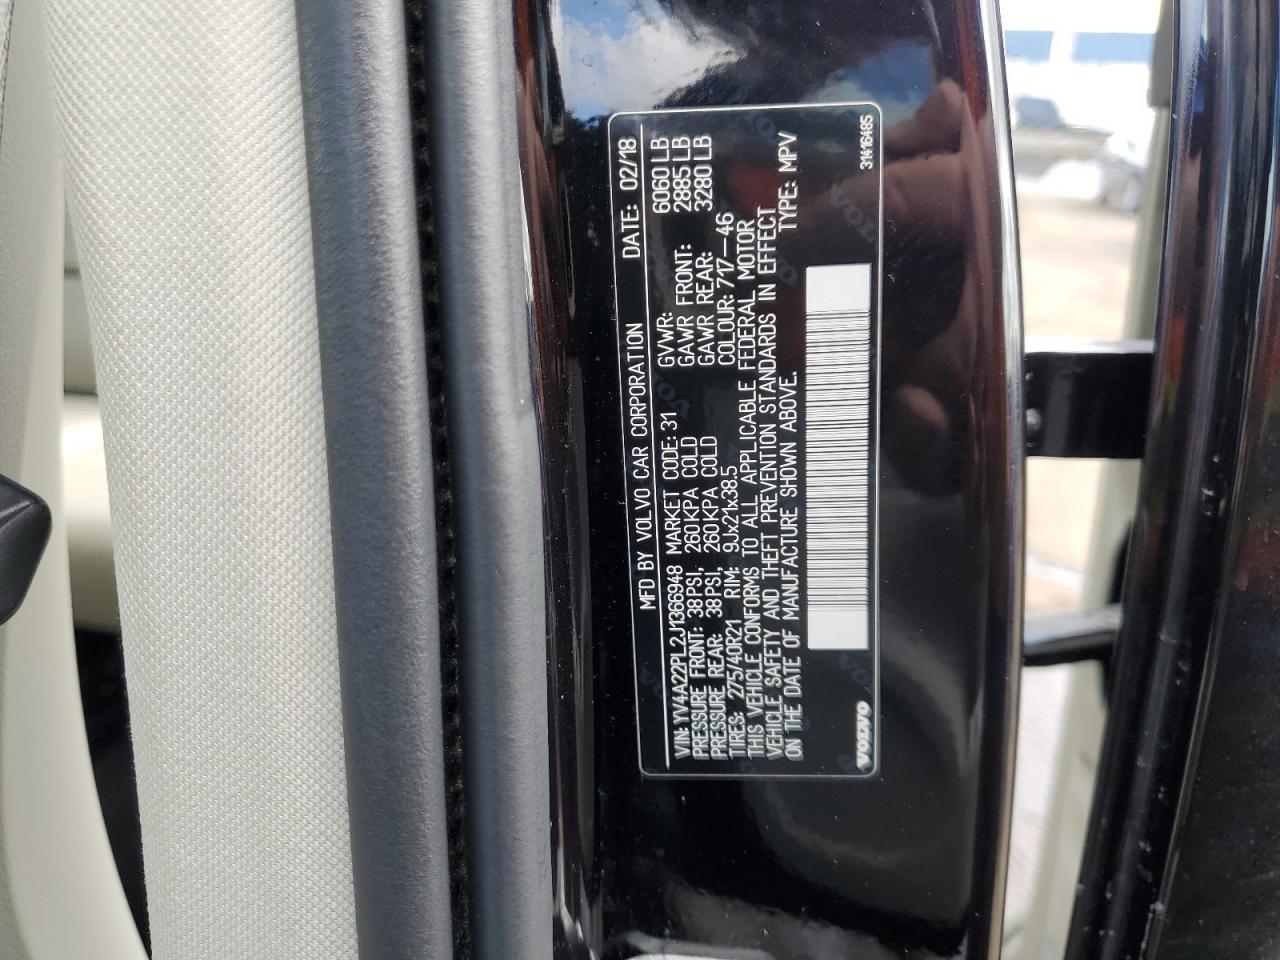 MFD BY VOLVO CAR CORPORATION DATE: 02/18
VIN: YV4A22PL2J1366948 MARKET CODE: 31 GVWR: 6060 LB
PRESSURE FRONT: 38PSI, 260KPA COLD GAWR FRONT: 2885 LB
PRESSURE REAR: 38PSI, 260KPA COLD GAWR REAR: 3280 LB
TIRES: 275/40R21 RIM: 9Jx21x38.5 COLOUR: 717-46
THIS VEHICLE CONFORMS TO ALL APPLICABLE FEDERAL MOTOR
VEHICLE SAFETY AND THEFT PREVENTION STANDARDS IN EFFECT
ON THE DATE OF MANUFACTURE SHOWN ABOVE. TYPE: MPV
VOLVO 31416485